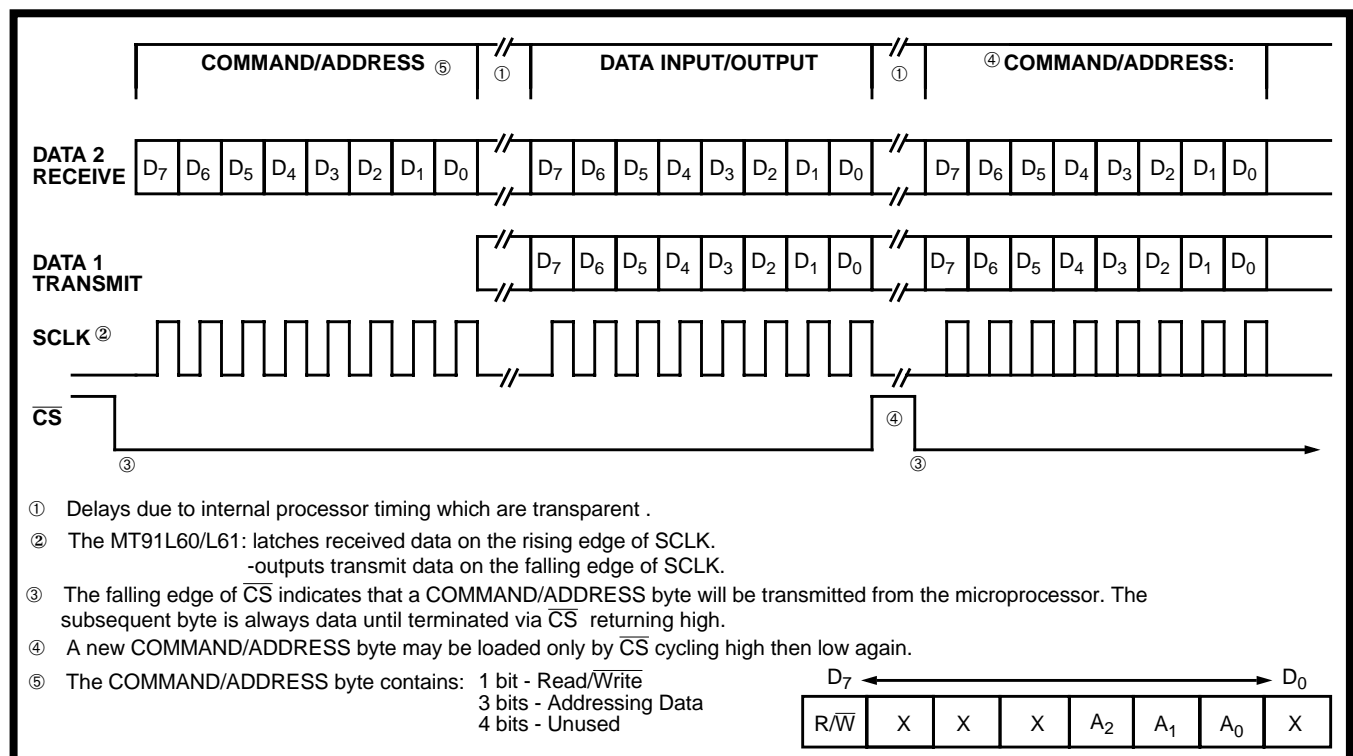 COMMAND/ADDRESS ⑤ ① DATA INPUT/OUTPUT ① ④ COMMAND/ADDRESS:
DATA 2
RECEIVE D7 D6 D5 D4 D3 D2 D1 D0 D7 D6 D5 D4 D3 D2 D1 D0 D7 D6 D5 D4 D3 D2 D1 D0
DATA 1
TRANSMIT D7 D6 D5 D4 D3 D2 D1 D0 D7 D6 D5 D4 D3 D2 D1 D0
SCLK ②
C̅S̅ ④
③ ③
① Delays due to internal processor timing which are transparent .
② The MT91L60/L61: latches received data on the rising edge of SCLK.
-outputs transmit data on the falling edge of SCLK.
③ The falling edge of C̅S̅ indicates that a COMMAND/ADDRESS byte will be transmitted from the microprocessor. The
subsequent byte is always data until terminated via C̅S̅ returning high.
④ A new COMMAND/ADDRESS byte may be loaded only by C̅S̅ cycling high then low again.
⑤ The COMMAND/ADDRESS byte contains: 1 bit - Read/W̅r̅i̅t̅e̅
3 bits - Addressing Data
4 bits - Unused
D7 D0
R/W̅ X X X A2 A1 A0 X